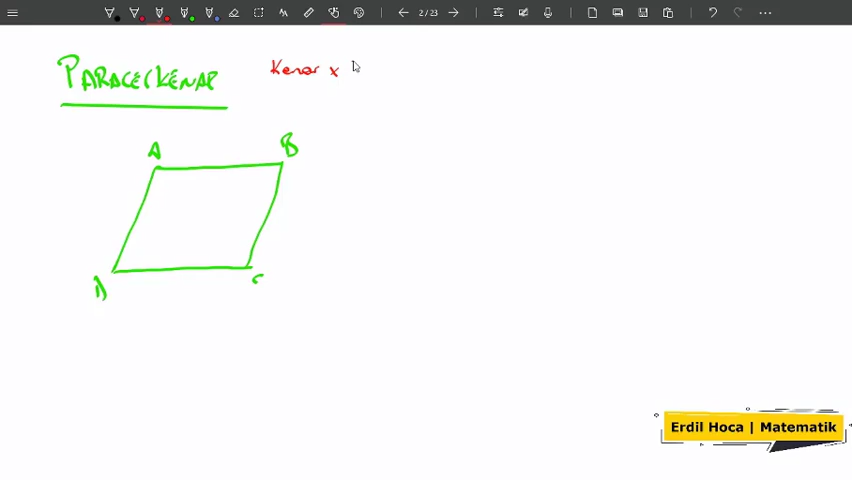 2 / 23
PARALELKENAR
Kenar x
A
B
D
C
Erdil Hoca | Matematik